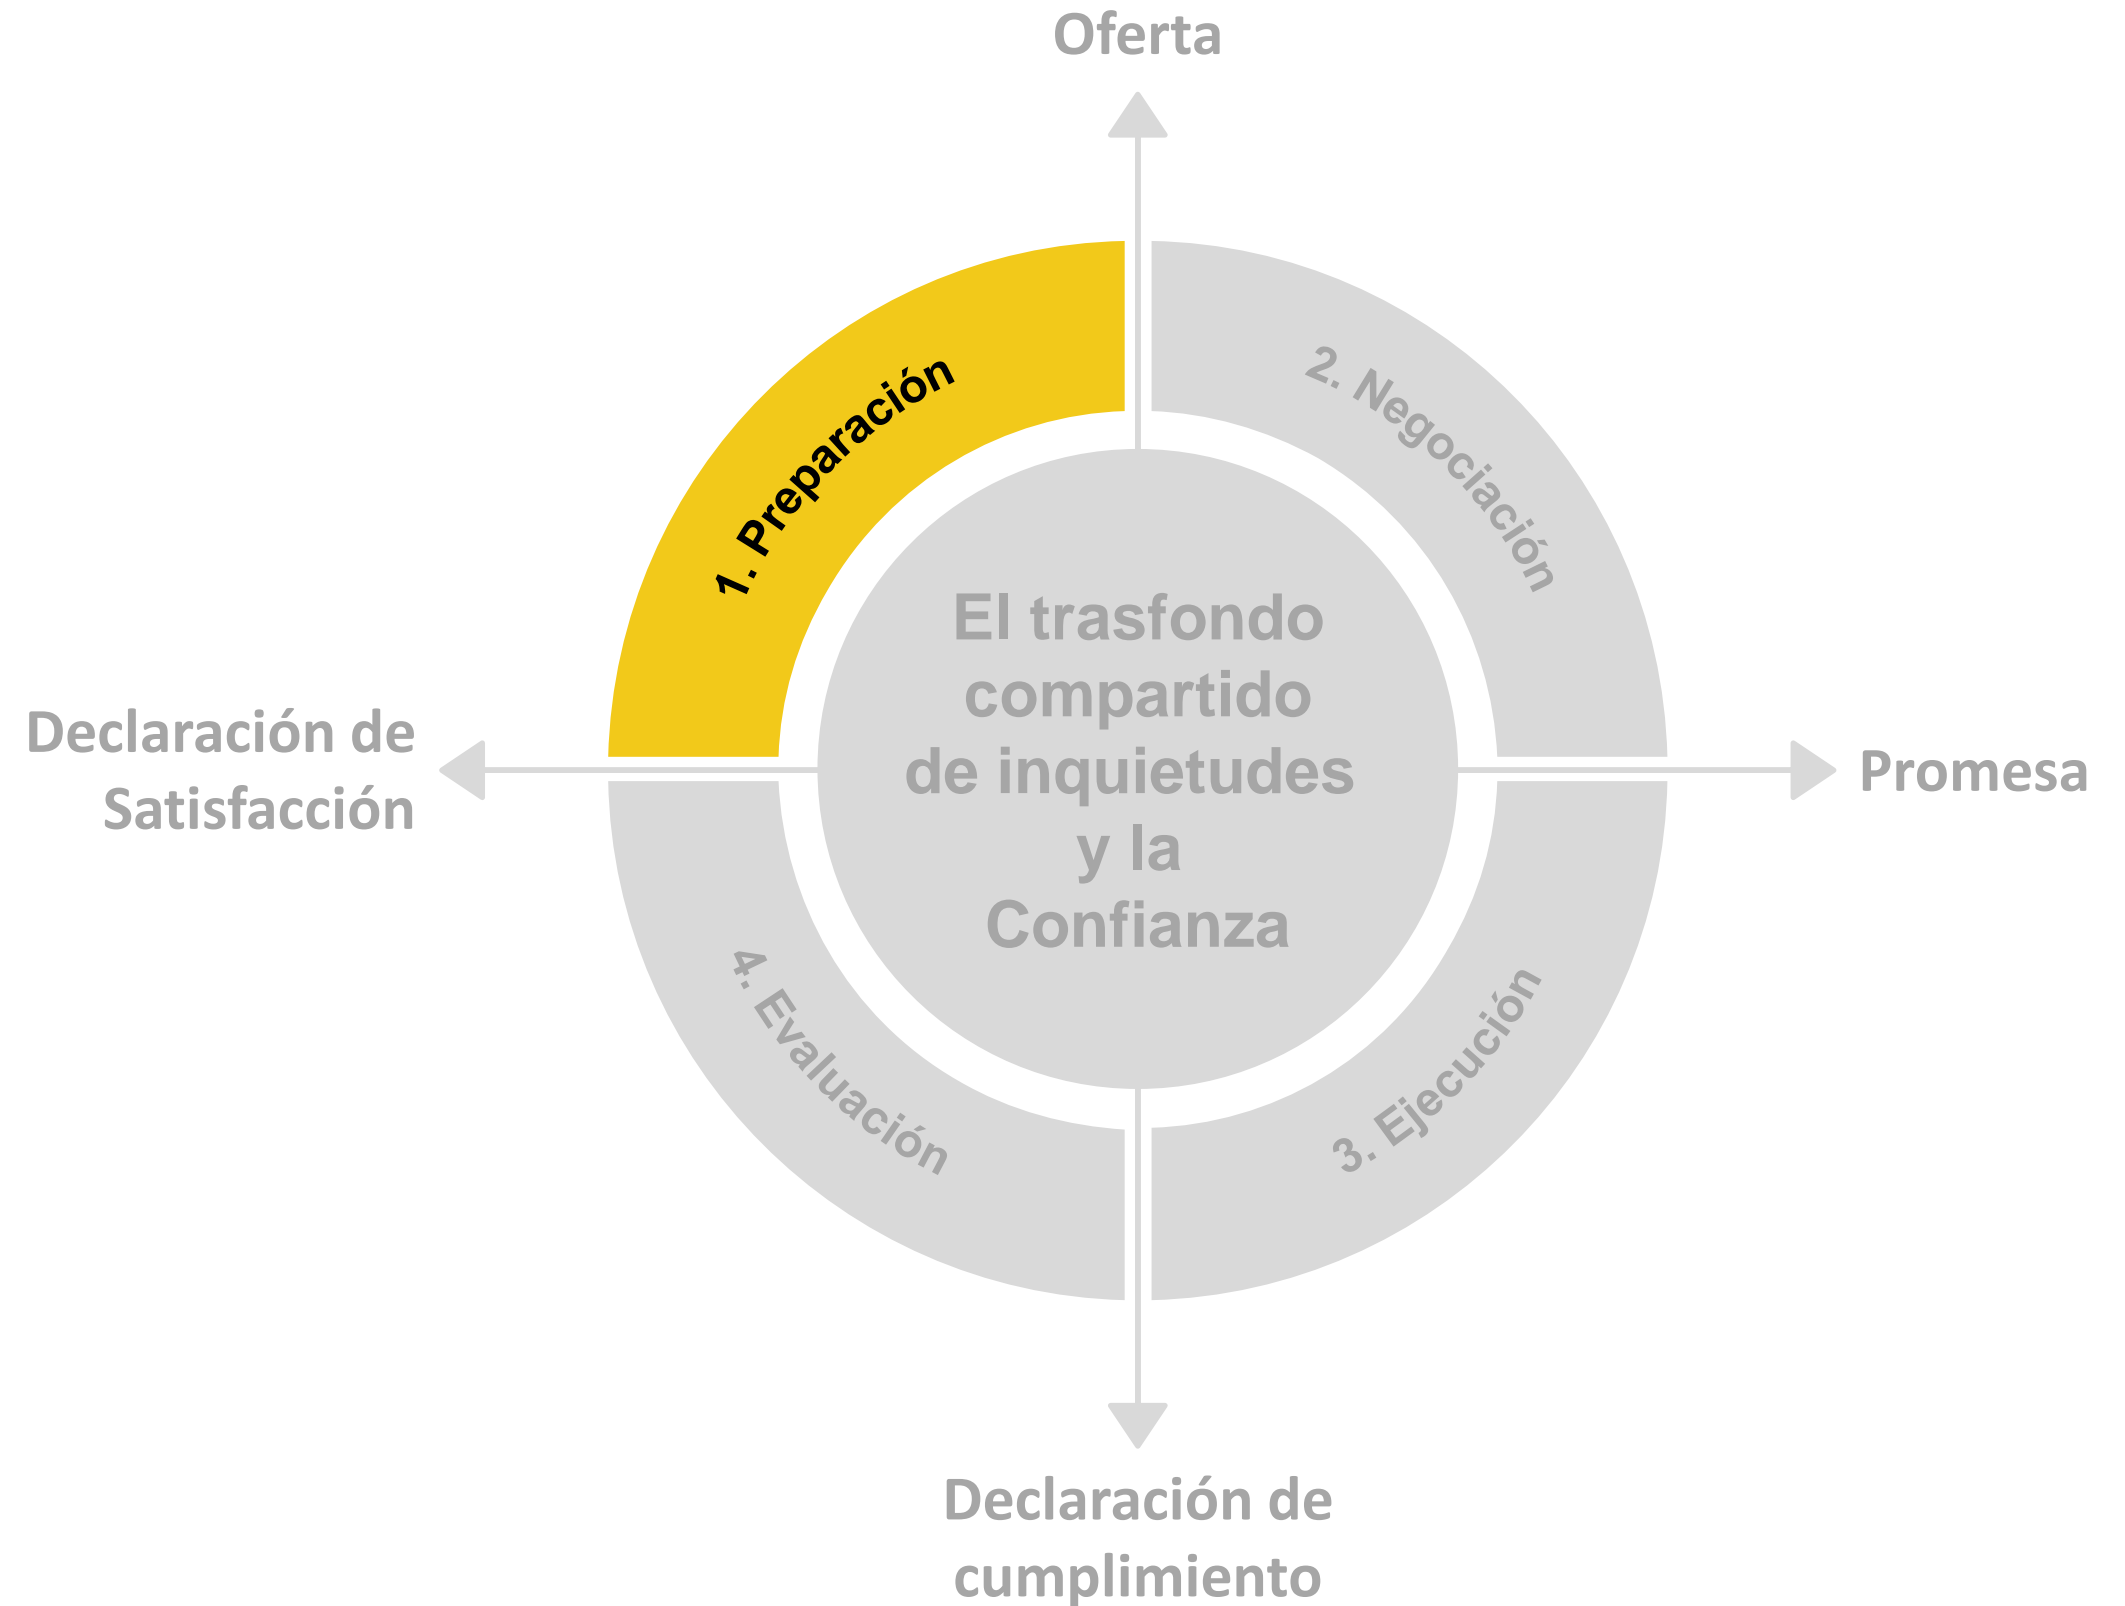 Oferta
1. Preparación
2. Negociación
El trasfondo
compartido
de inquietudes
y la
Confianza
Declaración de
Satisfacción
Promesa
4. Evaluación
3. Ejecución
Declaración de
cumplimiento